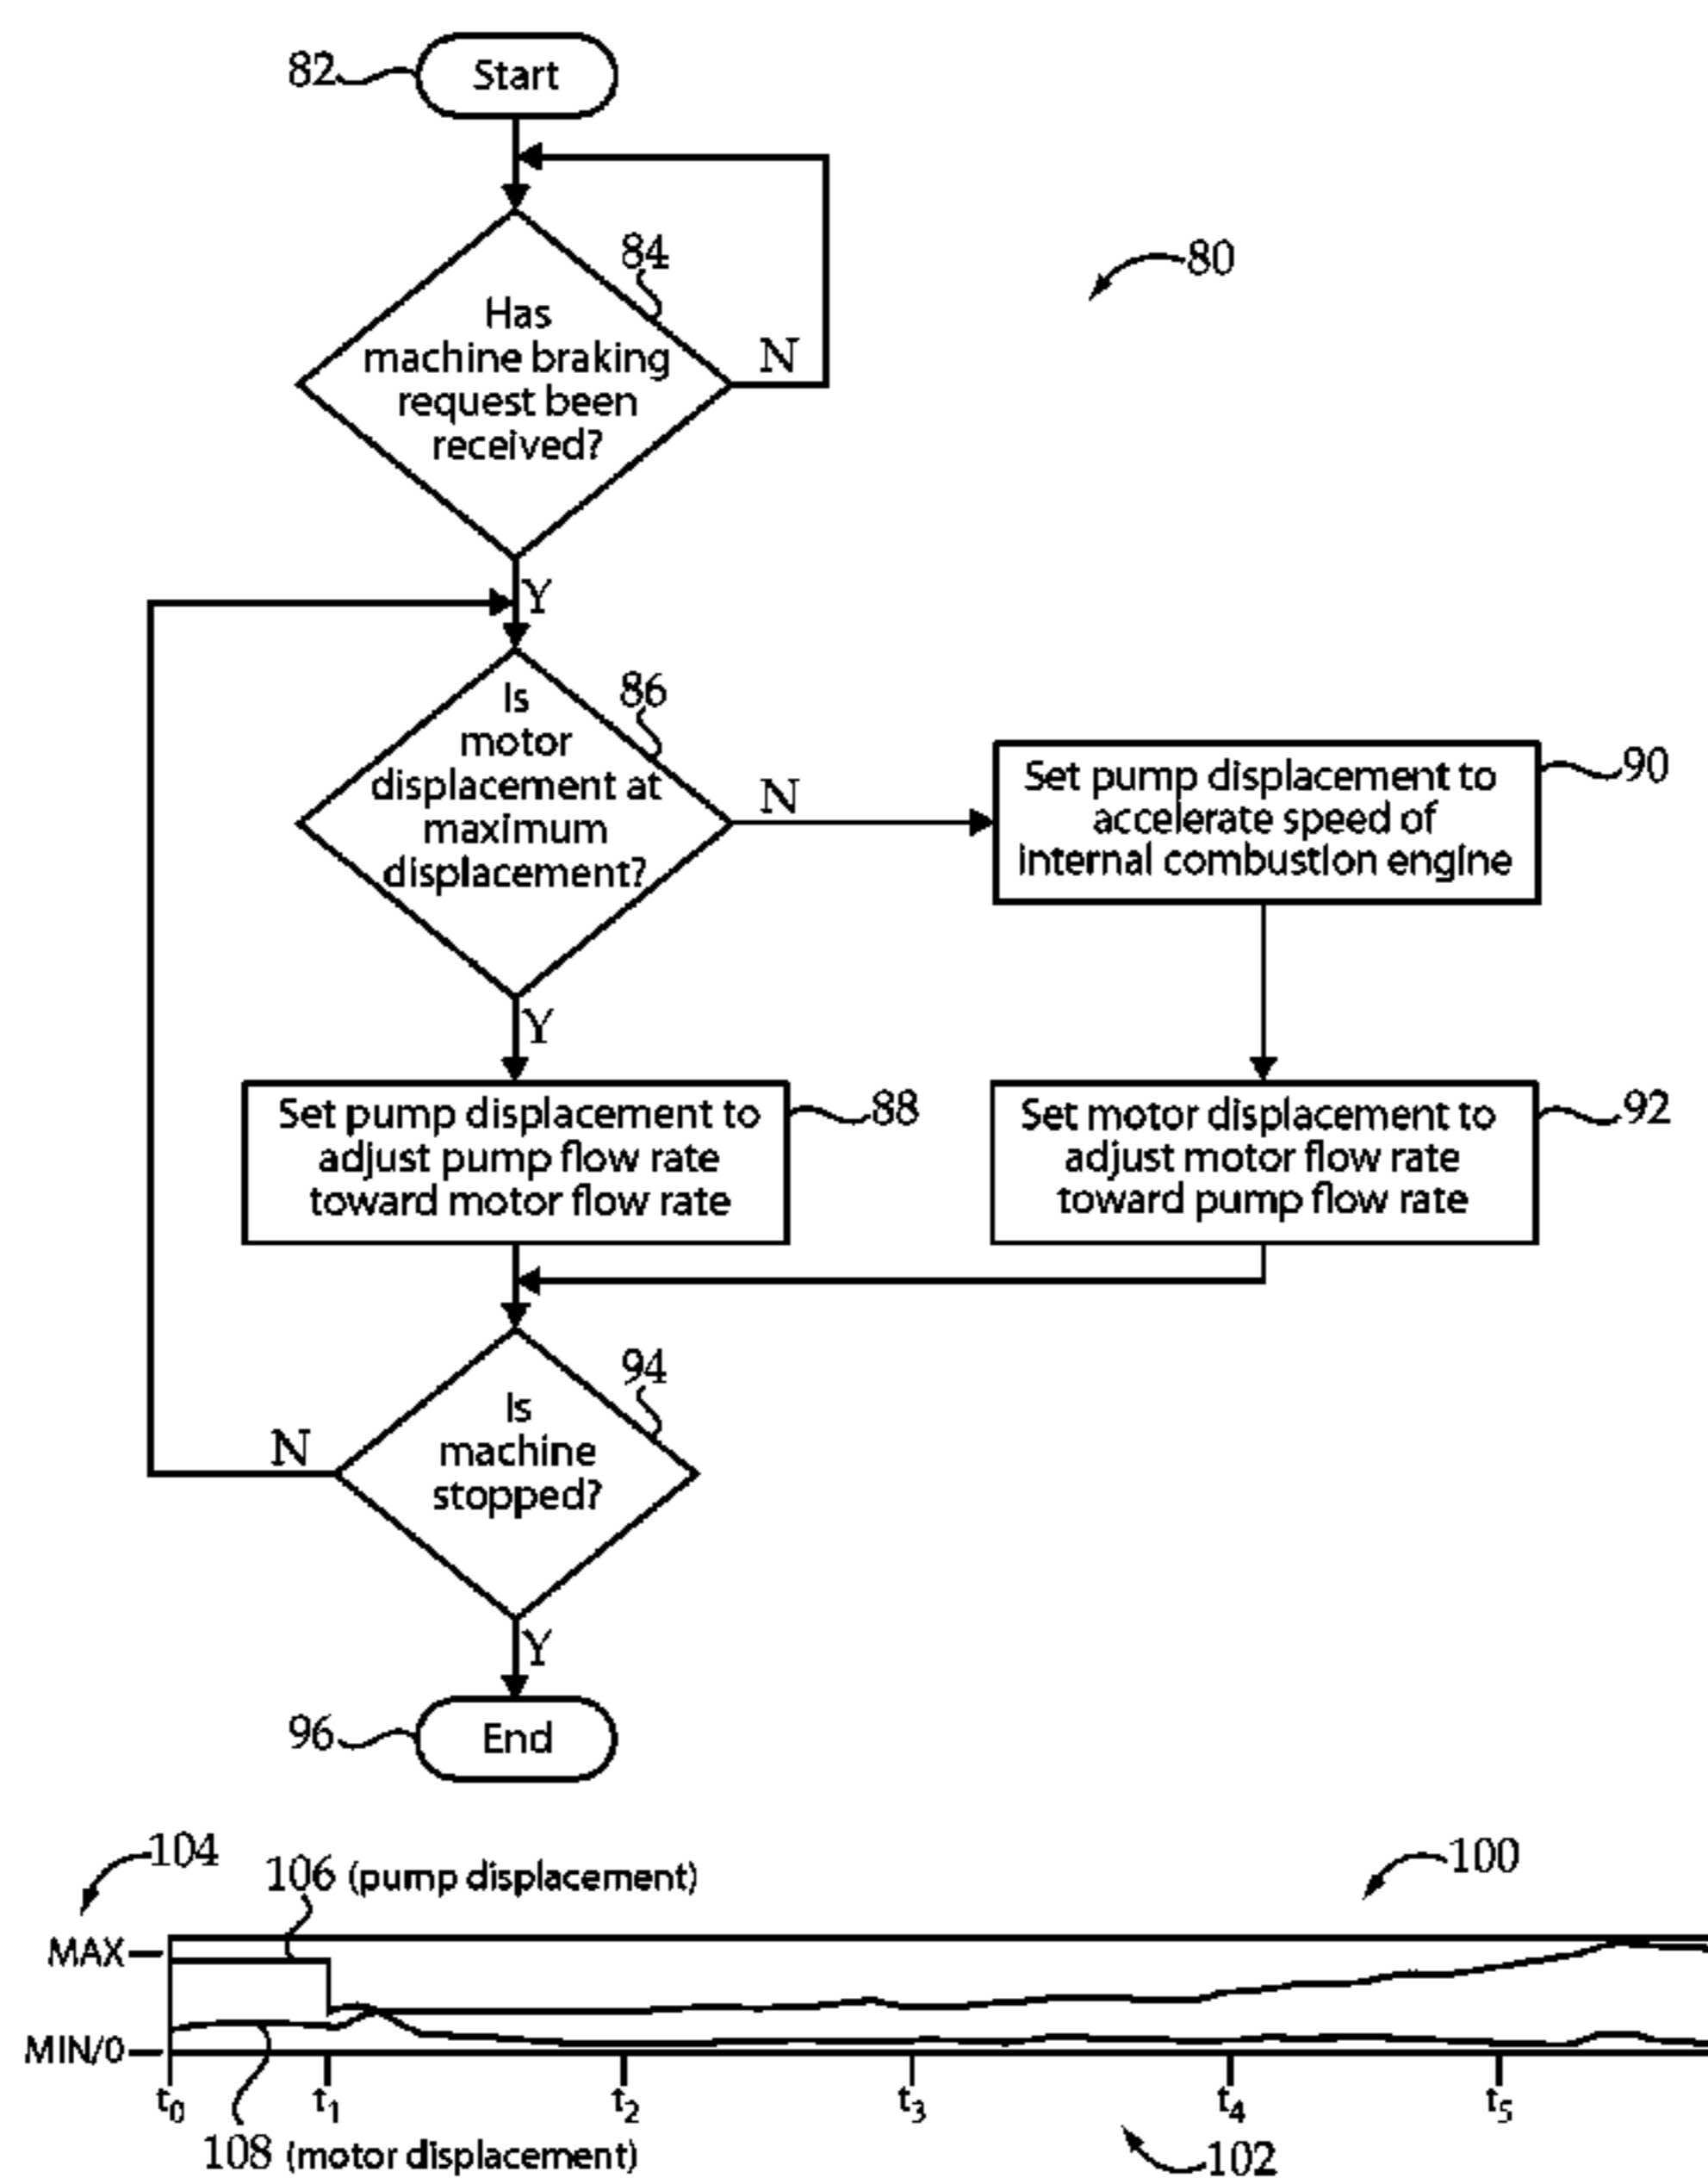 82
Start
84
80
Has
machine braking
request been
received?
N
Y
86
Is
motor
displacement at
maximum
displacement?
N
90
Set pump displacement to
accelerate speed of
internal combustion engine
Y
88
Set pump displacement to
adjust pump flow rate
toward motor flow rate
92
Set motor displacement to
adjust motor flow rate
toward pump flow rate
94
Is
machine
stopped?
N
Y
96
End
104
100
106 (pump displacement)
MAX
MIN/0
t0 t1 t2 t3 t4 t5
108 (motor displacement)
102